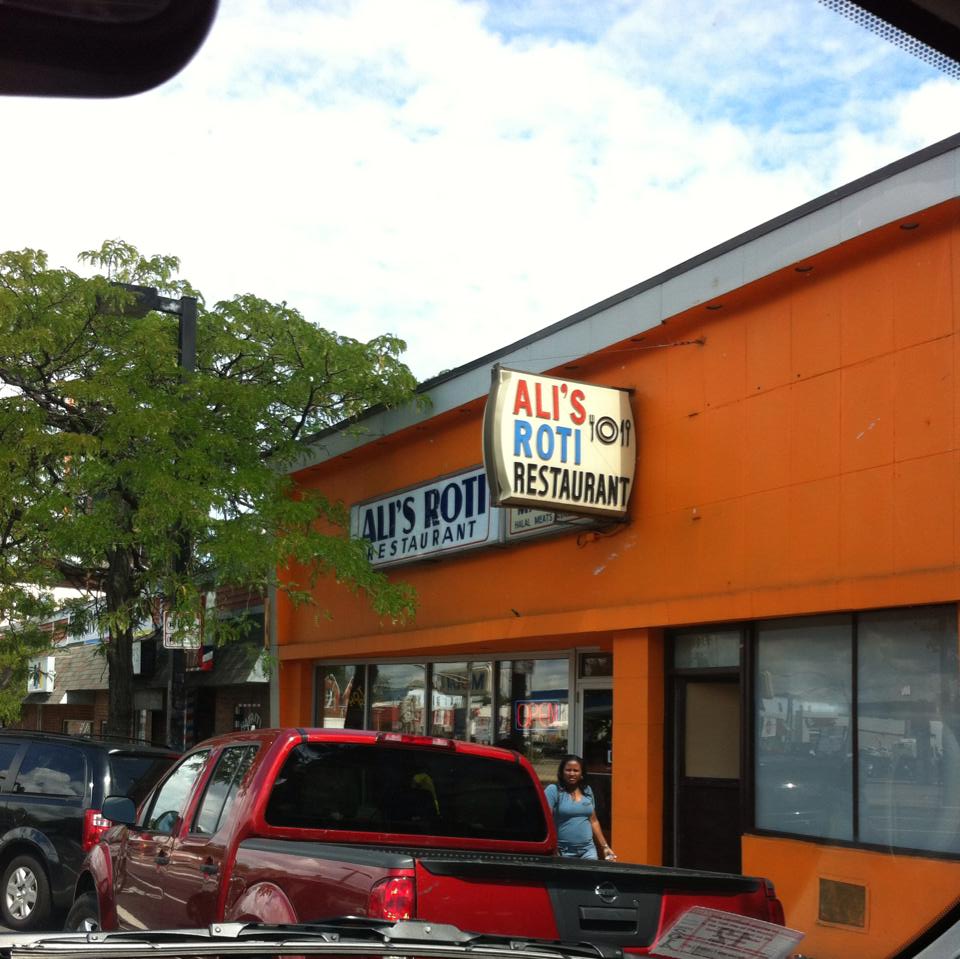 ALI'S
ROTI
RESTAURANT
ALI'S ROTI
RESTAURANT
HALAL MEATS
OPEN